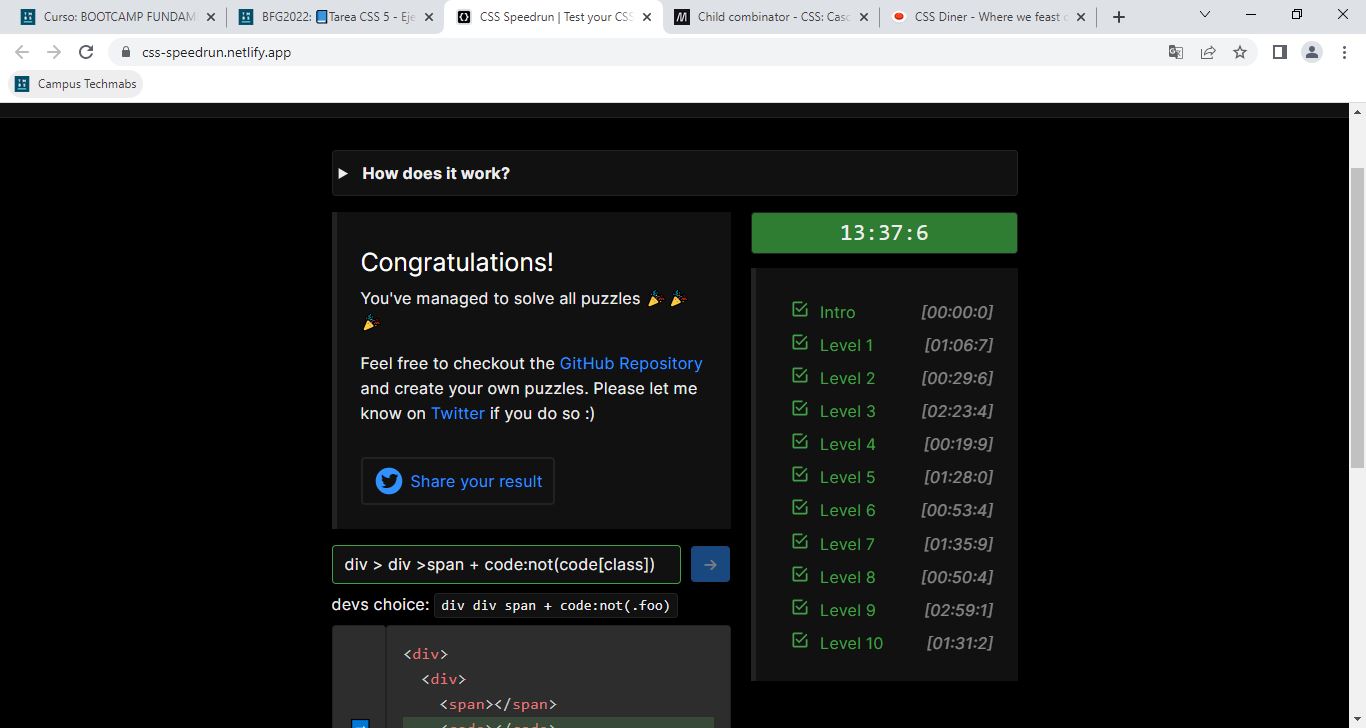 Curso: BOOTCAMP FUNDAM
BFG2022: Tarea CSS 5 - Eje
CSS Speedrun | Test your CSS
Child combinator - CSS: Casc
CSS Diner - Where we feast o
css-speedrun.netlify.app
Campus Techmabs
How does it work?
Congratulations!
You've managed to solve all puzzles 🎉 🎉
🎉
Feel free to checkout the GitHub Repository
and create your own puzzles. Please let me
know on Twitter if you do so :)
Share your result
div > div >span + code:not(code[class])
devs choice: div div span + code:not(.foo)
<div>
<div>
<span></span>
<code></code>
13:37:6
Intro [00:00:0]
Level 1 [01:06:7]
Level 2 [00:29:6]
Level 3 [02:23:4]
Level 4 [00:19:9]
Level 5 [01:28:0]
Level 6 [00:53:4]
Level 7 [01:35:9]
Level 8 [00:50:4]
Level 9 [02:59:1]
Level 10 [01:31:2]